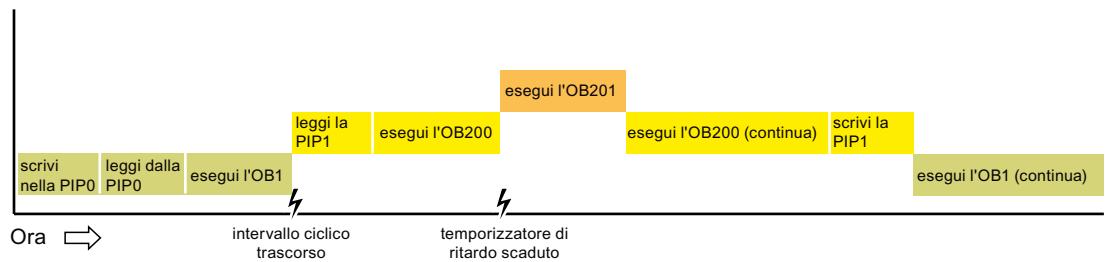 esegui l'OB201
leggi la
PIP1
esegui l'OB200
esegui l'OB200 (continua)
scrivi la
PIP1
scrivi
nella PIP0
leggi dalla
PIP0
esegui l'OB1
esegui l'OB1 (continua)
Ora
intervallo ciclico
trascorso
temporizzatore di
ritardo scaduto